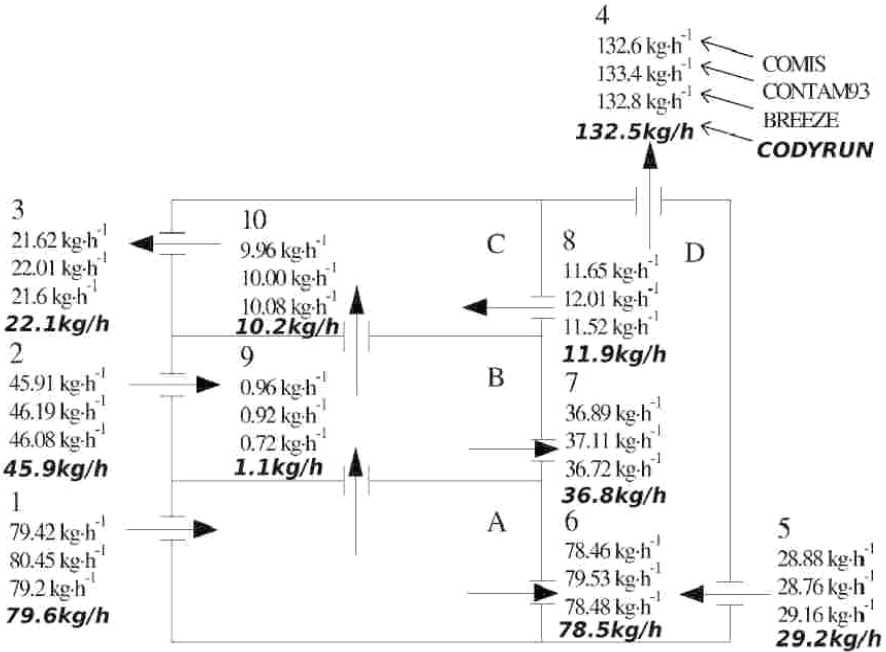 4
132.6 kg·h-1
133.4 kg·h-1
132.8 kg·h-1
132.5kg/h
COMIS
CONTAM93
BREEZE
CODYRUN
3
21.62 kg·h-1
22.01 kg·h-1
21.6 kg·h-1
22.1kg/h
10
9.96 kg·h-1
10.00 kg·h-1
10.08 kg·h-1
10.2kg/h
C
8
11.65 kg·h-1
12.01 kg·h-1
11.52 kg·h-1
11.9kg/h
D
2
45.91 kg·h-1
46.19 kg·h-1
46.08 kg·h-1
45.9kg/h
9
0.96 kg·h-1
0.92 kg·h-1
0.72 kg·h-1
1.1kg/h
B
7
36.89 kg·h-1
37.11 kg·h-1
36.72 kg·h-1
36.8kg/h
1
79.42 kg·h-1
80.45 kg·h-1
79.2 kg·h-1
79.6kg/h
A
6
78.46 kg·h-1
79.53 kg·h-1
78.48 kg·h-1
78.5kg/h
5
28.88 kg·h-1
28.76 kg·h-1
29.16 kg·h-1
29.2kg/h